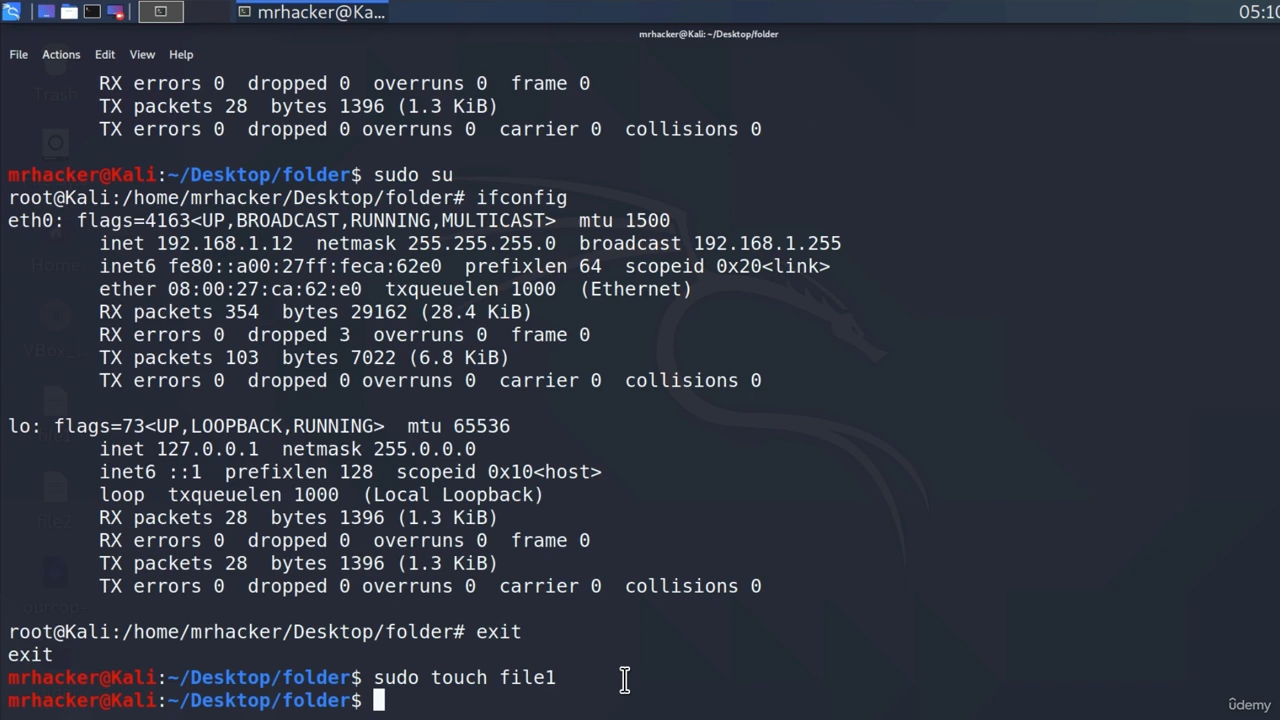 mrhacker@Ka...
05:10
mrhacker@Kali: ~/Desktop/folder
File Actions Edit View Help
RX errors 0  dropped 0  overruns 0  frame 0
TX packets 28  bytes 1396 (1.3 KiB)
TX errors 0  dropped 0 overruns 0  carrier 0  collisions 0
mrhacker@Kali:~/Desktop/folder$ sudo su
root@Kali:/home/mrhacker/Desktop/folder# ifconfig
eth0: flags=4163<UP,BROADCAST,RUNNING,MULTICAST>  mtu 1500
inet 192.168.1.12  netmask 255.255.255.0  broadcast 192.168.1.255
inet6 fe80::a00:27ff:feca:62e0  prefixlen 64  scopeid 0x20<link>
ether 08:00:27:ca:62:e0  txqueuelen 1000  (Ethernet)
RX packets 354  bytes 29162 (28.4 KiB)
RX errors 0  dropped 3  overruns 0  frame 0
TX packets 103  bytes 7022 (6.8 KiB)
TX errors 0  dropped 0 overruns 0  carrier 0  collisions 0
lo: flags=73<UP,LOOPBACK,RUNNING>  mtu 65536
inet 127.0.0.1  netmask 255.0.0.0
inet6 ::1  prefixlen 128  scopeid 0x10<host>
loop  txqueuelen 1000  (Local Loopback)
RX packets 28  bytes 1396 (1.3 KiB)
RX errors 0  dropped 0  overruns 0  frame 0
TX packets 28  bytes 1396 (1.3 KiB)
TX errors 0  dropped 0 overruns 0  carrier 0  collisions 0
root@Kali:/home/mrhacker/Desktop/folder# exit
exit
mrhacker@Kali:~/Desktop/folder$ sudo touch file1
mrhacker@Kali:~/Desktop/folder$
Trash
Home
file2
ûdemy